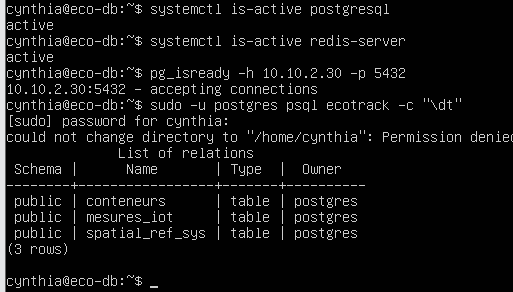 cynthia@eco-db:~$ systemctl is-active postgresql
active
cynthia@eco-db:~$ systemctl is-active redis-server
active
cynthia@eco-db:~$ pg_isready -h 10.10.2.30 -p 5432
10.10.2.30:5432 - accepting connections
cynthia@eco-db:~$ sudo -u postgres psql ecotrack -c "\dt"
[sudo] password for cynthia:
could not change directory to "/home/cynthia": Permission denied
             List of relations
 Schema |      Name       | Type  |  Owner
--------+-----------------+-------+----------
 public | conteneurs      | table | postgres
 public | mesures_iot     | table | postgres
 public | spatial_ref_sys | table | postgres
(3 rows)
cynthia@eco-db:~$ _